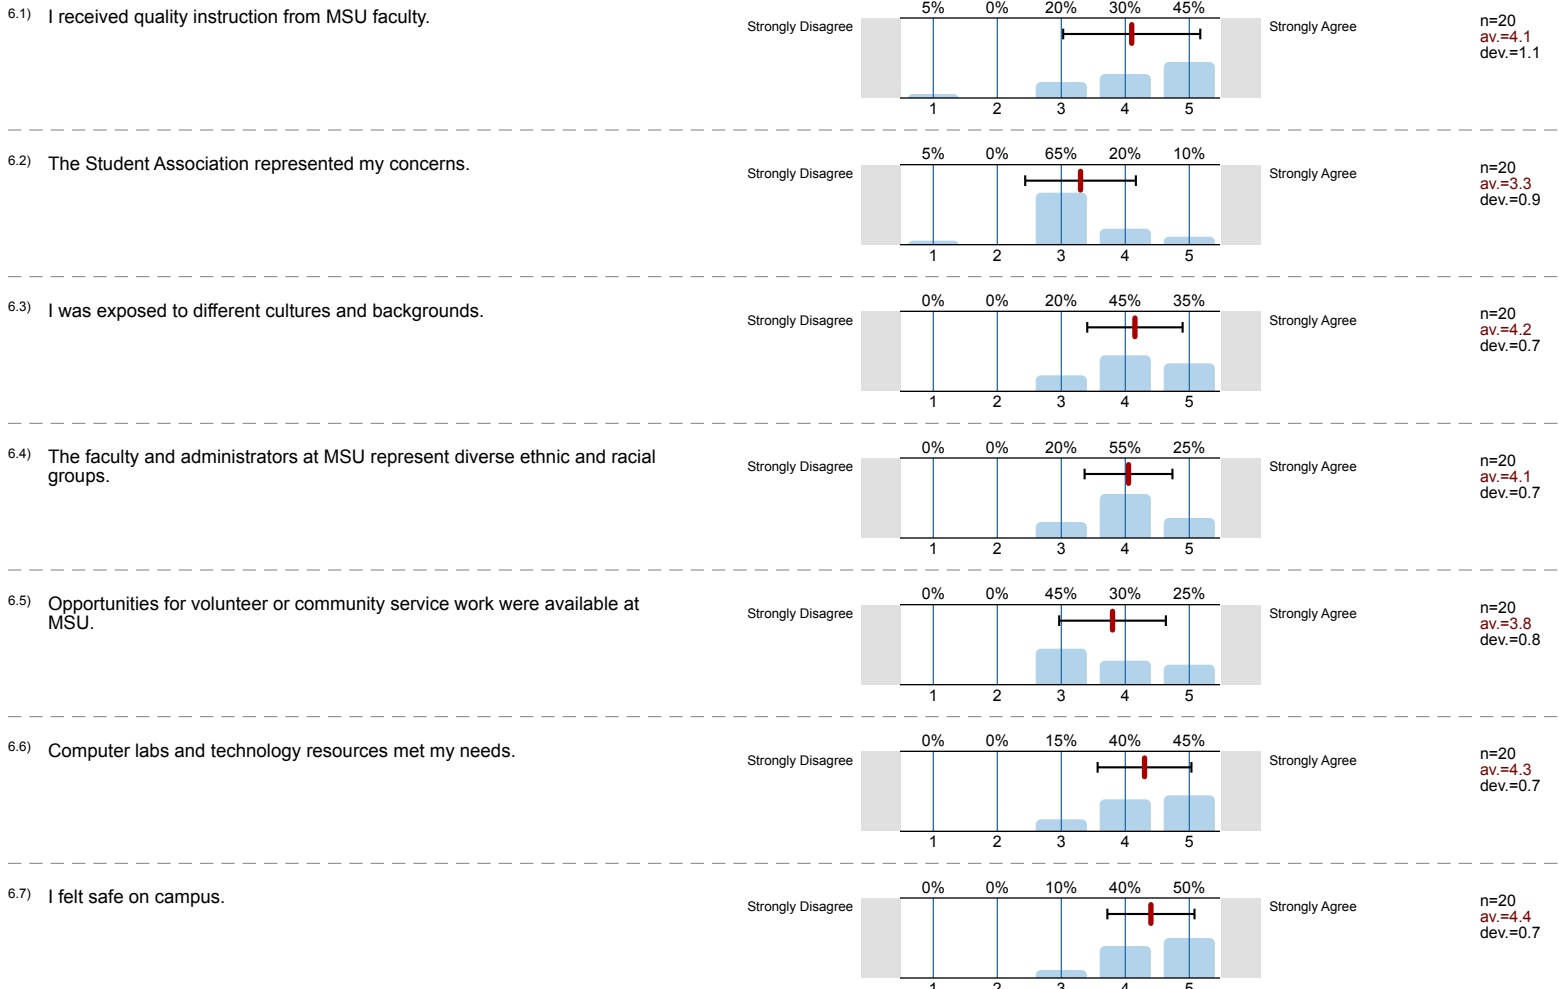 6.1) I received quality instruction from MSU faculty.
5% 0% 20% 30% 45%
Strongly Disagree Strongly Agree
n=20
av.=4.1
dev.=1.1
1 2 3 4 5
6.2) The Student Association represented my concerns.
5% 0% 65% 20% 10%
Strongly Disagree Strongly Agree
n=20
av.=3.3
dev.=0.9
1 2 3 4 5
6.3) I was exposed to different cultures and backgrounds.
0% 0% 20% 45% 35%
Strongly Disagree Strongly Agree
n=20
av.=4.2
dev.=0.7
1 2 3 4 5
6.4) The faculty and administrators at MSU represent diverse ethnic and racial
groups.
0% 0% 20% 55% 25%
Strongly Disagree Strongly Agree
n=20
av.=4.1
dev.=0.7
1 2 3 4 5
6.5) Opportunities for volunteer or community service work were available at
MSU.
0% 0% 45% 30% 25%
Strongly Disagree Strongly Agree
n=20
av.=3.8
dev.=0.8
1 2 3 4 5
6.6) Computer labs and technology resources met my needs.
0% 0% 15% 40% 45%
Strongly Disagree Strongly Agree
n=20
av.=4.3
dev.=0.7
1 2 3 4 5
6.7) I felt safe on campus.
0% 0% 10% 40% 50%
Strongly Disagree Strongly Agree
n=20
av.=4.4
dev.=0.7
1 2 3 4 5